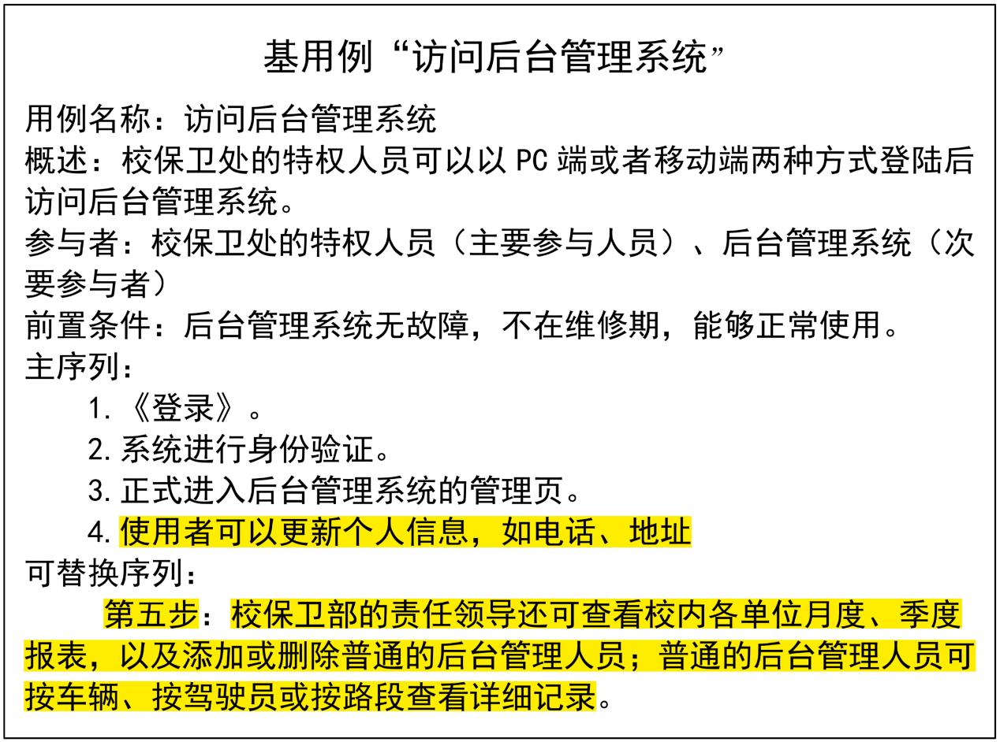 基用例“访问后台管理系统”
用例名称：访问后台管理系统
概述：校保卫处的特权人员可以以 PC 端或者移动端两种方式登陆后
访问后台管理系统。
参与者：校保卫处的特权人员（主要参与人员）、后台管理系统（次
要参与者）
前置条件：后台管理系统无故障，不在维修期，能够正常使用。
主序列：
1.《登录》。
2.系统进行身份验证。
3.正式进入后台管理系统的管理页。
4.使用者可以更新个人信息，如电话、地址
可替换序列：
第五步：校保卫部的责任领导还可查看校内各单位月度、季度
报表，以及添加或删除普通的后台管理人员；普通的后台管理人员可
按车辆、按驾驶员或按路段查看详细记录。